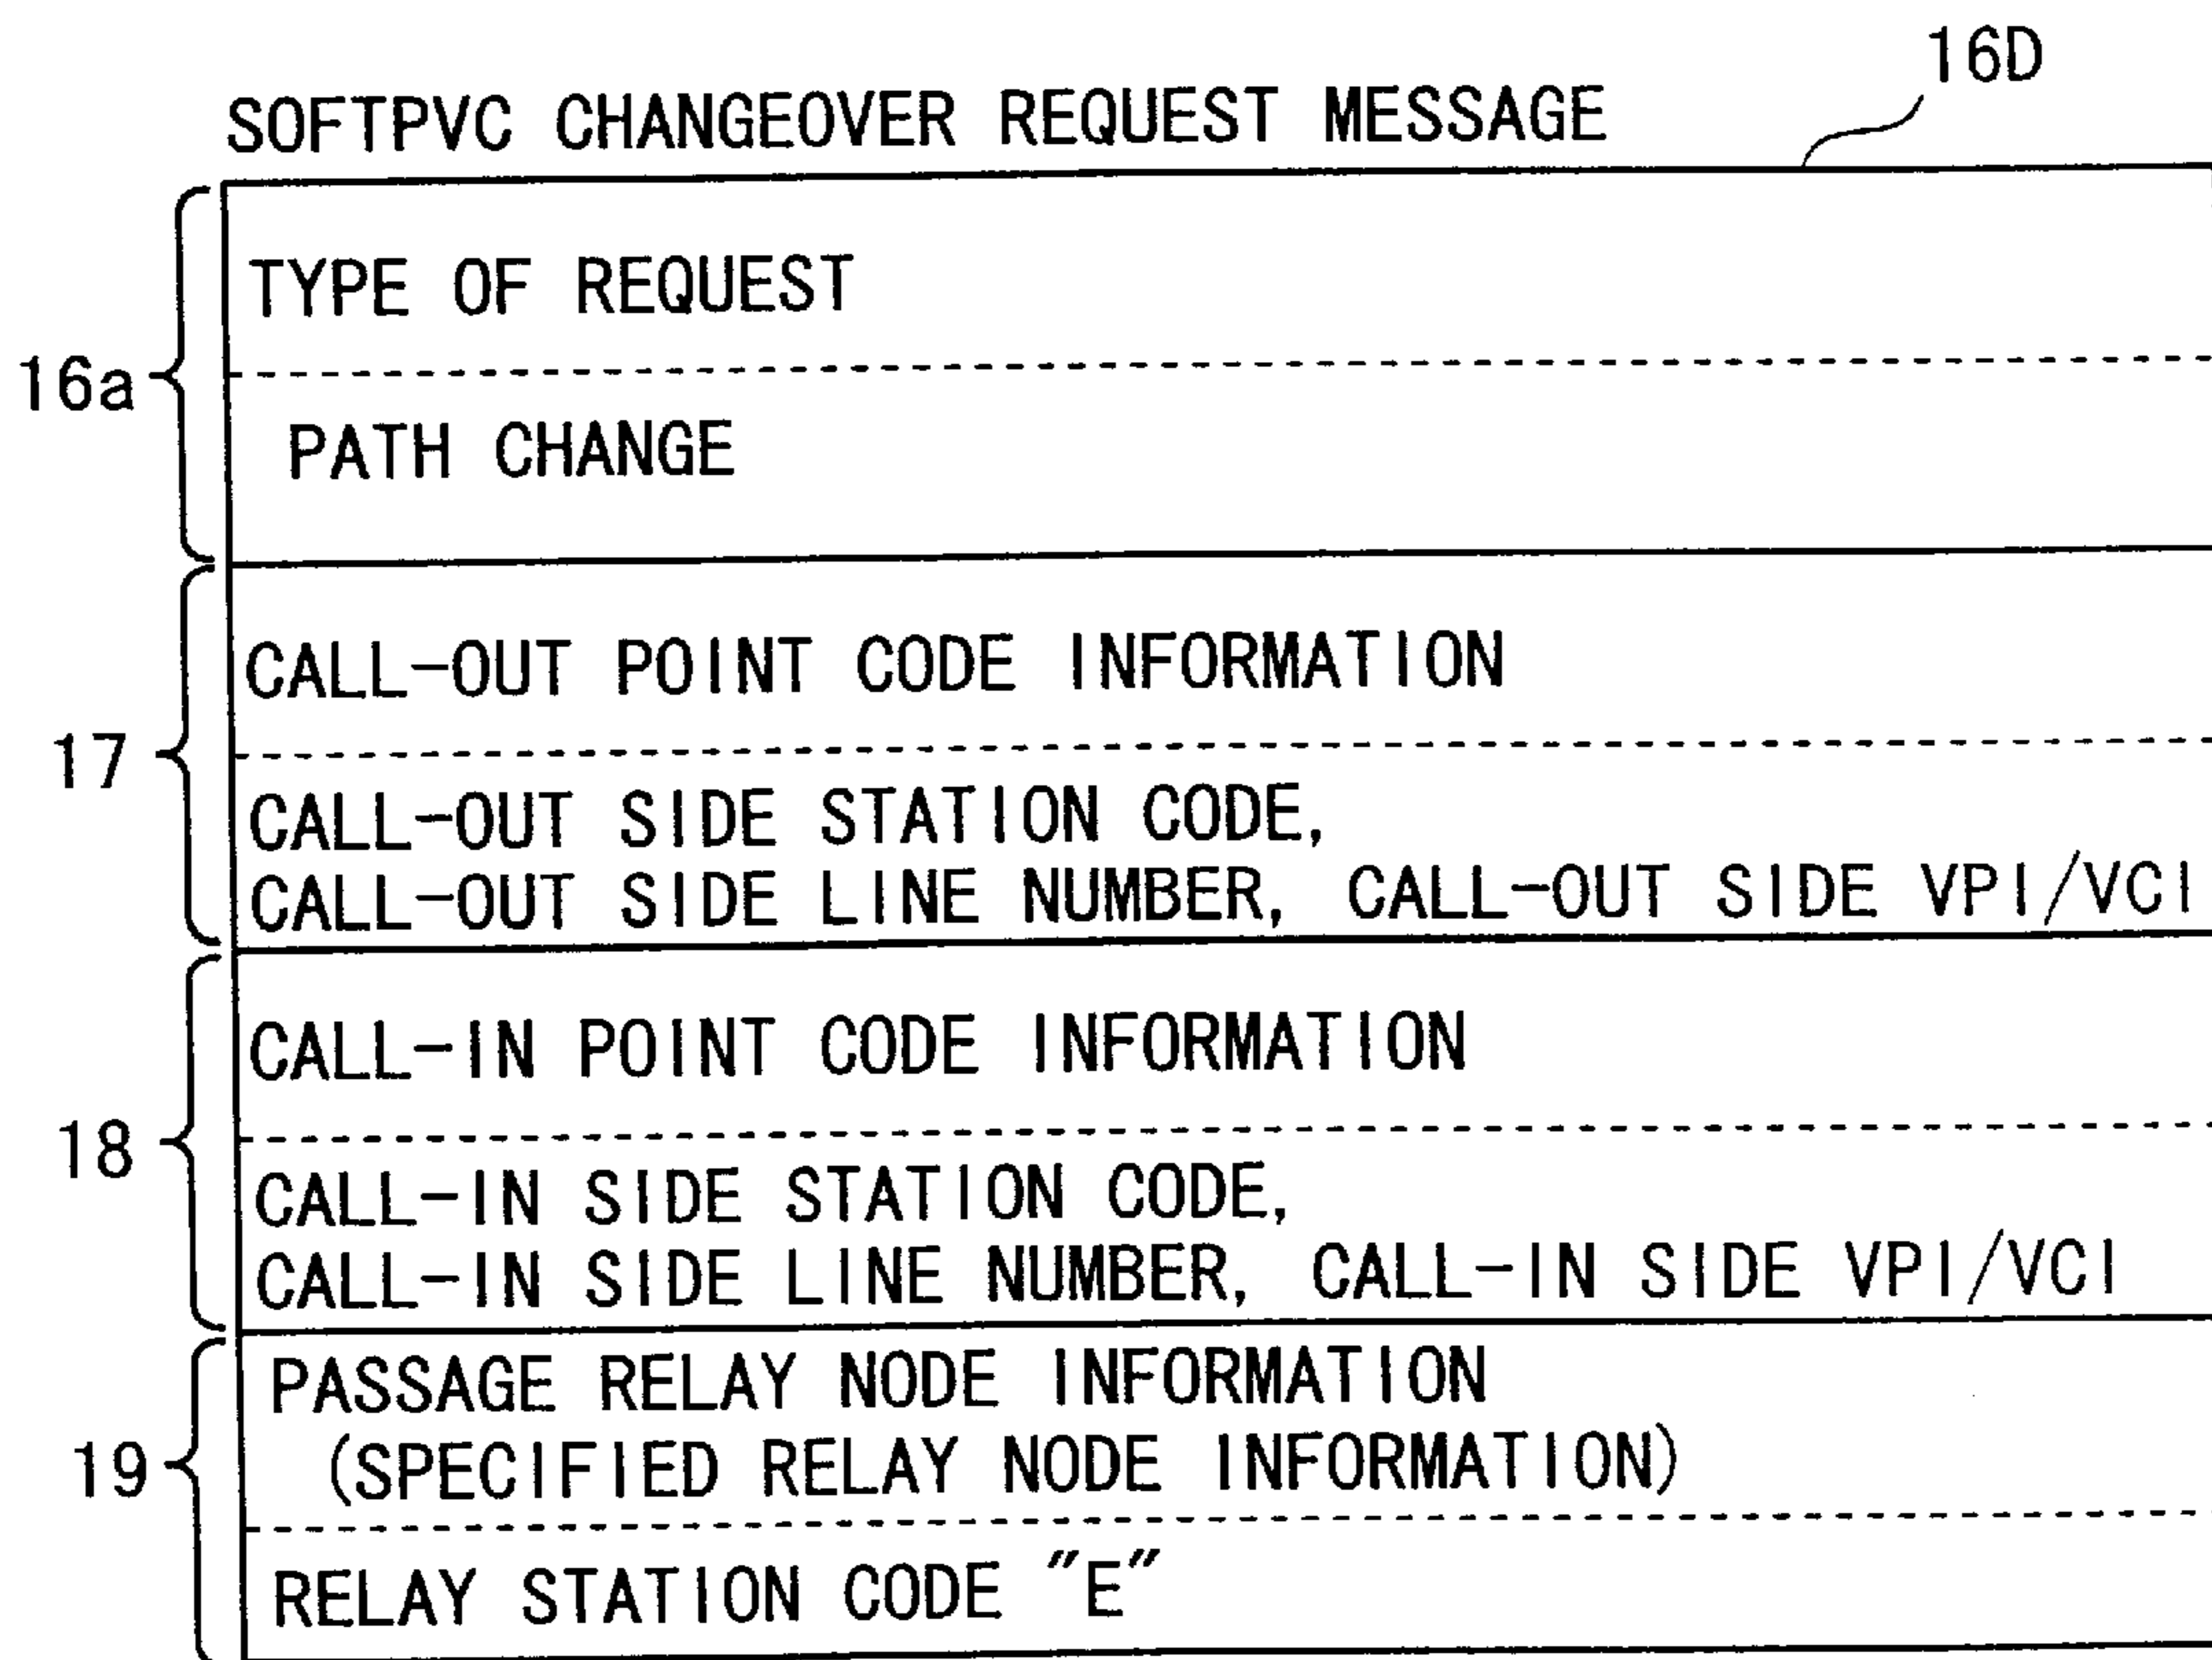 16D
SOFTPVC CHANGEOVER REQUEST MESSAGE
16a
TYPE OF REQUEST
PATH CHANGE
17
CALL-OUT POINT CODE INFORMATION
CALL-OUT SIDE STATION CODE,
CALL-OUT SIDE LINE NUMBER, CALL-OUT SIDE VPI/VCI
18
CALL-IN POINT CODE INFORMATION
CALL-IN SIDE STATION CODE,
CALL-IN SIDE LINE NUMBER, CALL-IN SIDE VPI/VCI
19
PASSAGE RELAY NODE INFORMATION
(SPECIFIED RELAY NODE INFORMATION)
RELAY STATION CODE "E"